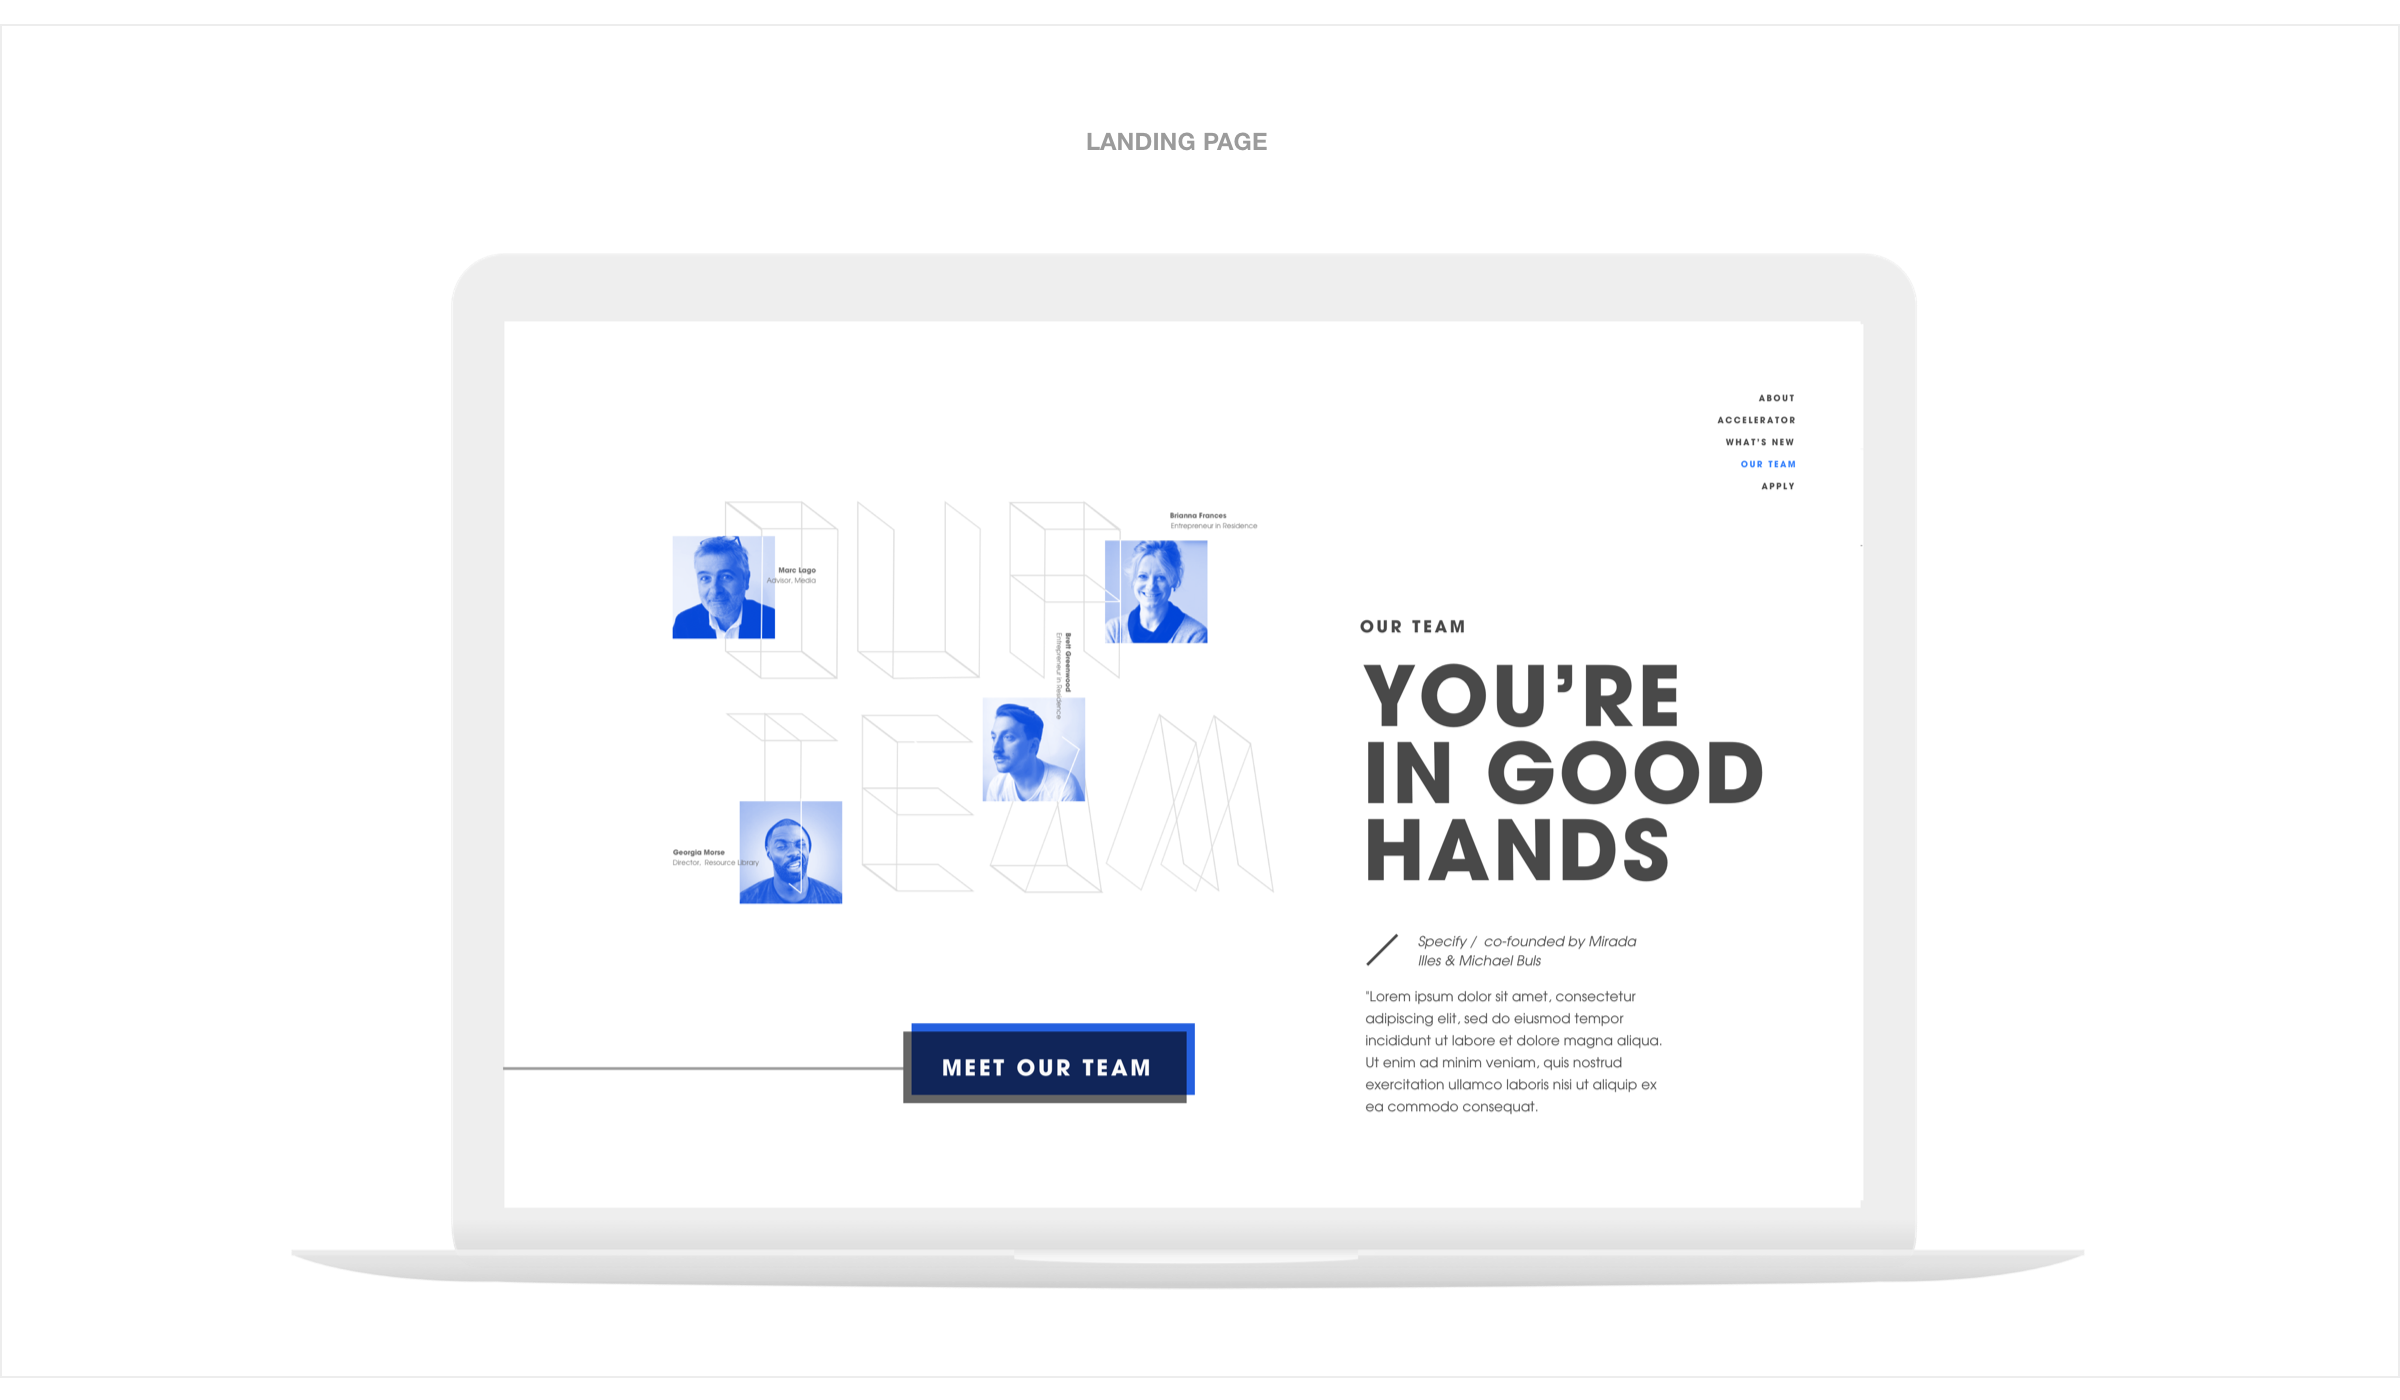 LANDING PAGE
ABOUT
ACCELERATOR
WHAT'S NEW
OUR TEAM
APPLY
OUR
TEAM
Marc Lago
Advisor, Media
Brianna Frances
Entrepreneur in Residence
Brett Greenwood
Entrepreneur in Residence
Georgia Morse
Director, Resource Library
MEET OUR TEAM
OUR TEAM
YOU’RE
IN GOOD
HANDS
Specify / co-founded by Mirada
Illes & Michael Buls
"Lorem ipsum dolor sit amet, consectetur
adipiscing elit, sed do eiusmod tempor
incididunt ut labore et dolore magna aliqua.
Ut enim ad minim veniam, quis nostrud
exercitation ullamco laboris nisi ut aliquip ex
ea commodo consequat.